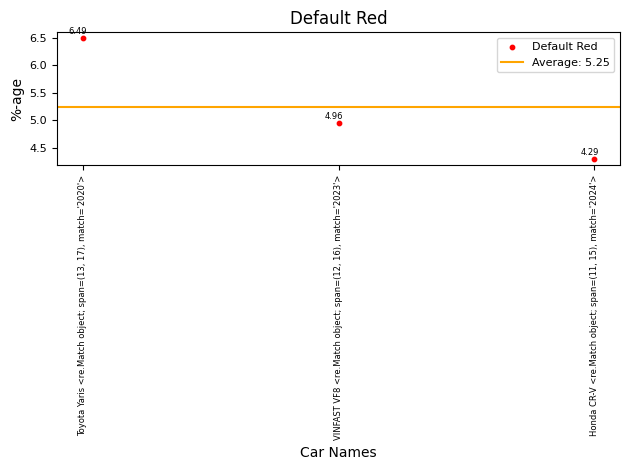 Default Red
6.49
4.96
4.29
Default Red
Average: 5.25
%-age
6.5
6.0
5.5
5.0
4.5
Toyota Yaris <re.Match object; span=(13, 17), match='2020'>
VINFAST VF8 <re.Match object; span=(12, 16), match='2023'>
Honda CR-V <re.Match object; span=(11, 15), match='2024'>
Car Names